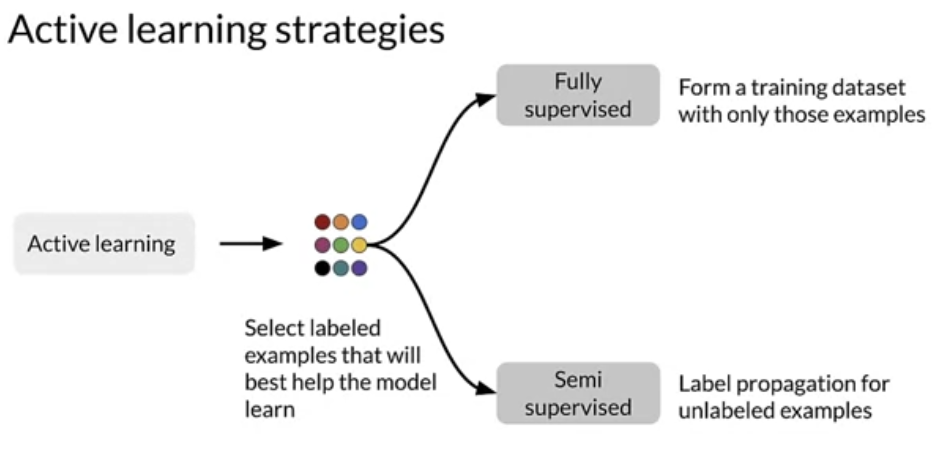 Active learning strategies
Fully
supervised
Form a training dataset
with only those examples
Active learning
Select labeled
examples that will
best help the model
learn
Semi
supervised
Label propagation for
unlabeled examples